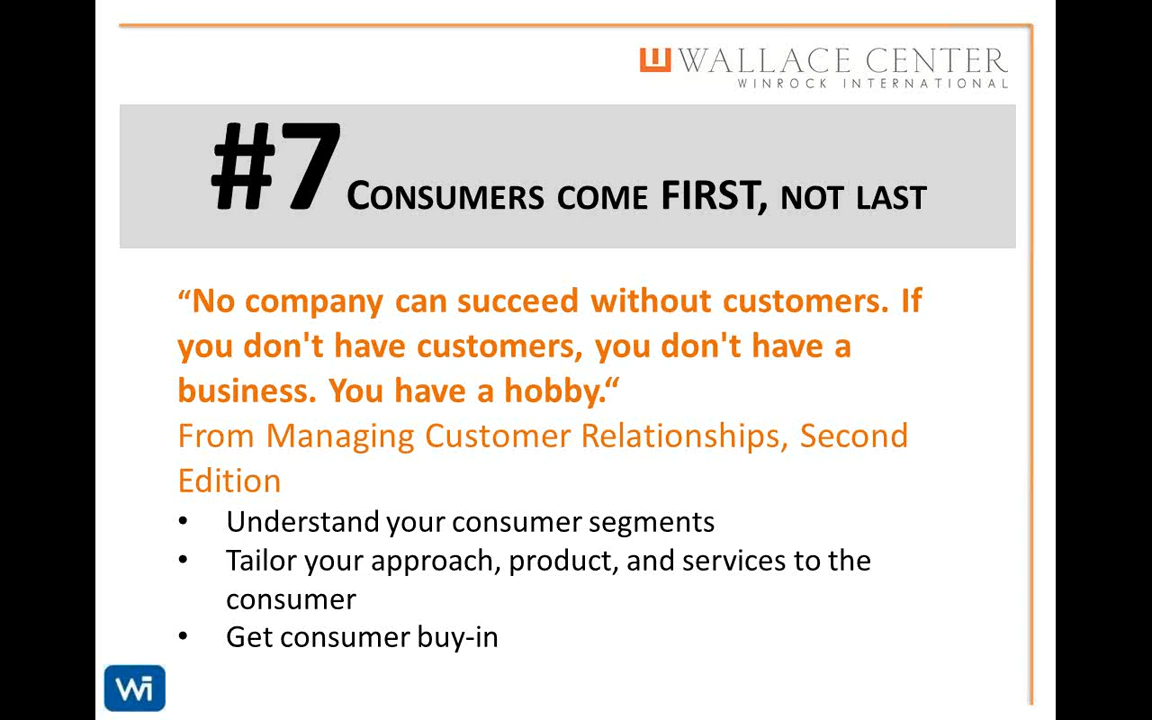 WALLACE CENTER
WINROCK INTERNATIONAL
#7 CONSUMERS COME FIRST, NOT LAST
“No company can succeed without customers. If
you don't have customers, you don't have a
business. You have a hobby.“
From Managing Customer Relationships, Second
Edition
• Understand your consumer segments
• Tailor your approach, product, and services to the
consumer
• Get consumer buy-in
Wi